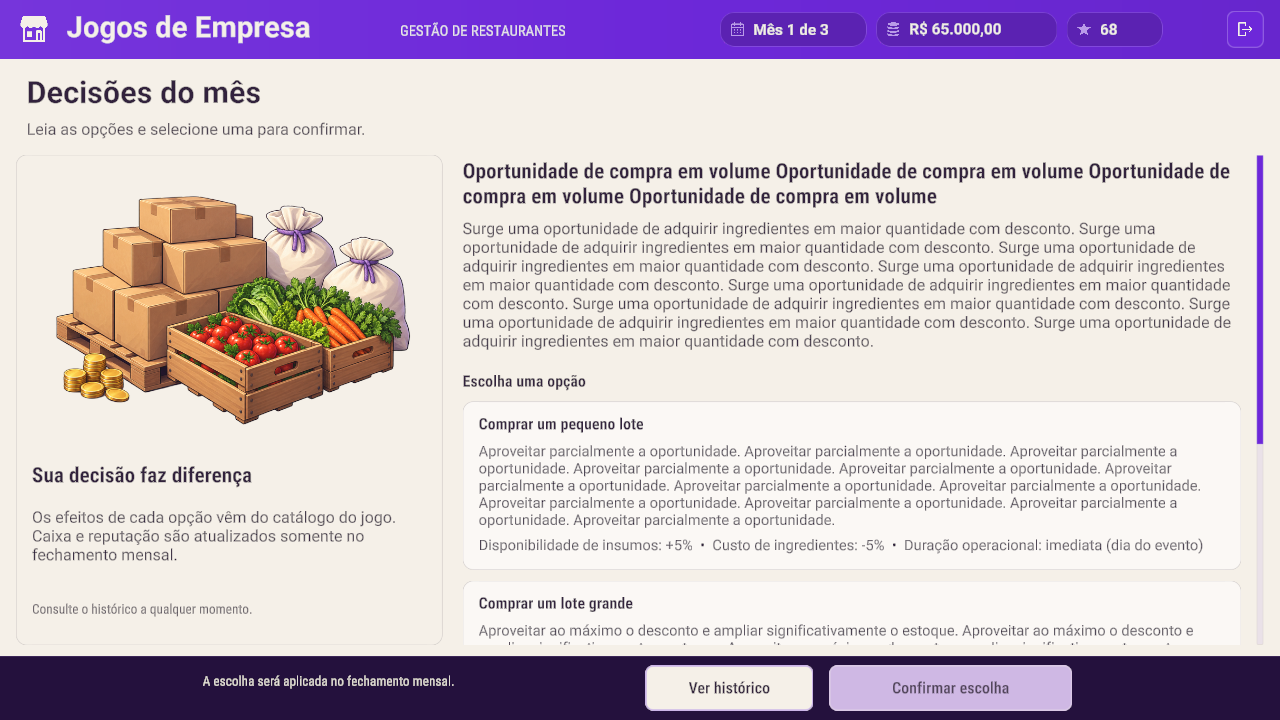 Jogos de Empresa
GESTÃO DE RESTAURANTES
Mês 1 de 3
R$ 65.000,00
68
Decisões do mês
Leia as opções e selecione uma para confirmar.
Sua decisão faz diferença
Os efeitos de cada opção vêm do catálogo do jogo.
Caixa e reputação são atualizados somente no
fechamento mensal.
Consulte o histórico a qualquer momento.
Oportunidade de compra em volume Oportunidade de compra em volume Oportunidade de
compra em volume Oportunidade de compra em volume
Surge uma oportunidade de adquirir ingredientes em maior quantidade com desconto. Surge uma
oportunidade de adquirir ingredientes em maior quantidade com desconto. Surge uma oportunidade de
adquirir ingredientes em maior quantidade com desconto. Surge uma oportunidade de adquirir ingredientes
em maior quantidade com desconto. Surge uma oportunidade de adquirir ingredientes em maior quantidade
com desconto. Surge uma oportunidade de adquirir ingredientes em maior quantidade com desconto. Surge
uma oportunidade de adquirir ingredientes em maior quantidade com desconto. Surge uma oportunidade de
adquirir ingredientes em maior quantidade com desconto.
Escolha uma opção
Comprar um pequeno lote
Aproveitar parcialmente a oportunidade. Aproveitar parcialmente a oportunidade. Aproveitar parcialmente a
oportunidade. Aproveitar parcialmente a oportunidade. Aproveitar parcialmente a oportunidade. Aproveitar
parcialmente a oportunidade. Aproveitar parcialmente a oportunidade. Aproveitar parcialmente a oportunidade.
Aproveitar parcialmente a oportunidade. Aproveitar parcialmente a oportunidade. Aproveitar parcialmente a
oportunidade. Aproveitar parcialmente a oportunidade.
Disponibilidade de insumos: +5% • Custo de ingredientes: -5% • Duração operacional: imediata (dia do evento)
Comprar um lote grande
Aproveitar ao máximo o desconto e ampliar significativamente o estoque. Aproveitar ao máximo o desconto e
A escolha será aplicada no fechamento mensal.
Ver histórico
Confirmar escolha